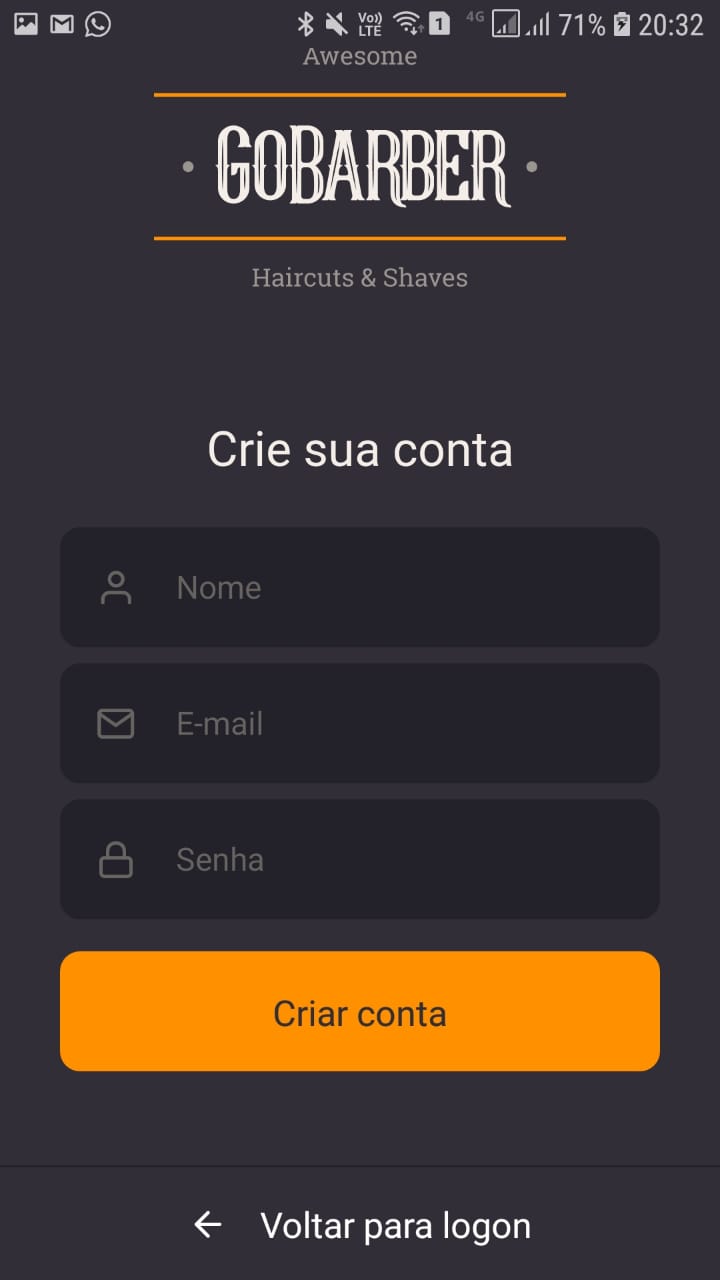 Vo))
LTE
1
4G
71%
20:32
Awesome
GOBARBER
Haircuts & Shaves
Crie sua conta
Nome
E-mail
Senha
Criar conta
Voltar para logon